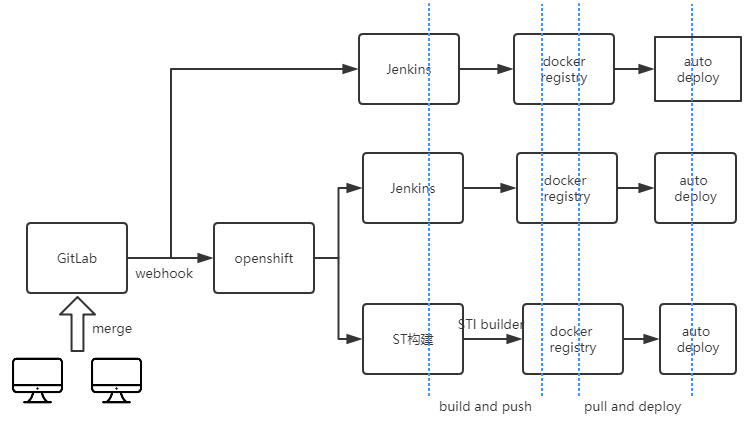 Jenkins
docker
registry
auto
deploy
Jenkins
docker
registry
auto
deploy
GitLab
webhook
openshift
merge
ST构建
STI builder
docker
registry
auto
deploy
build and push
pull and deploy